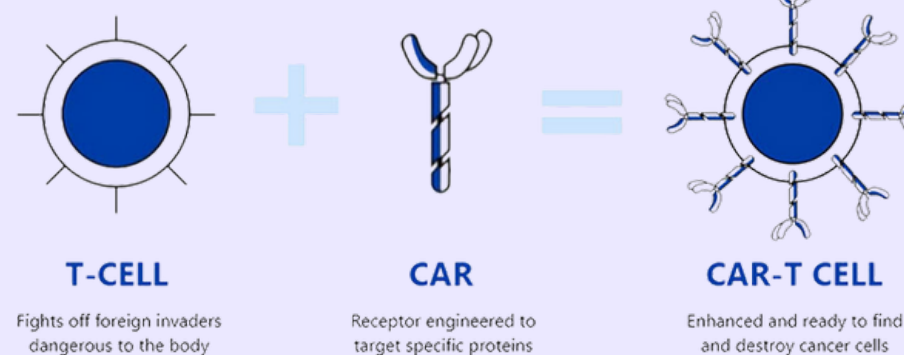 T-CELL
Fights off foreign invaders
dangerous to the body
CAR
Receptor engineered to
target specific proteins
CAR-T CELL
Enhanced and ready to find
and destroy cancer cells